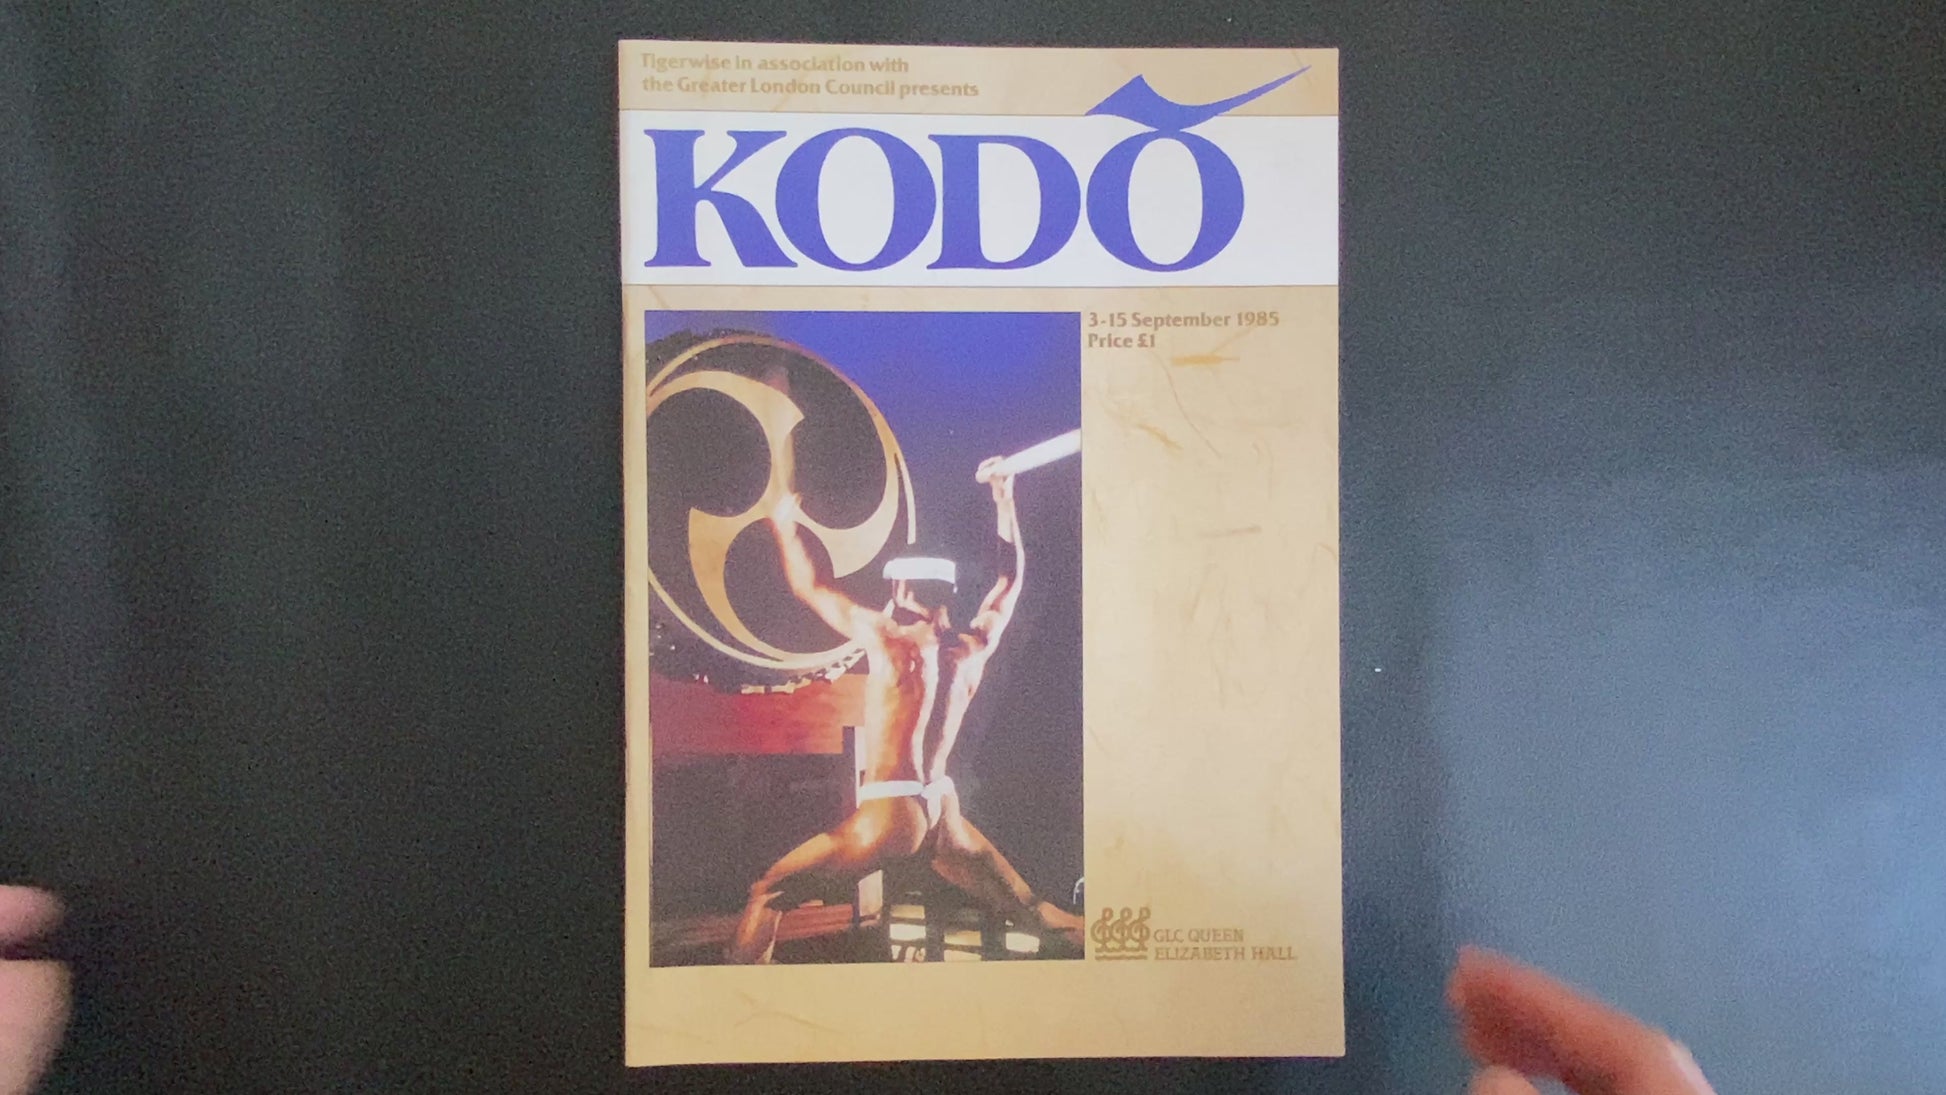 Tigerwise in association with
the Greater London Council presents
KODŌ
3-15 September 1985
Price £1
GLC QUEEN
ELIZABETH HALL